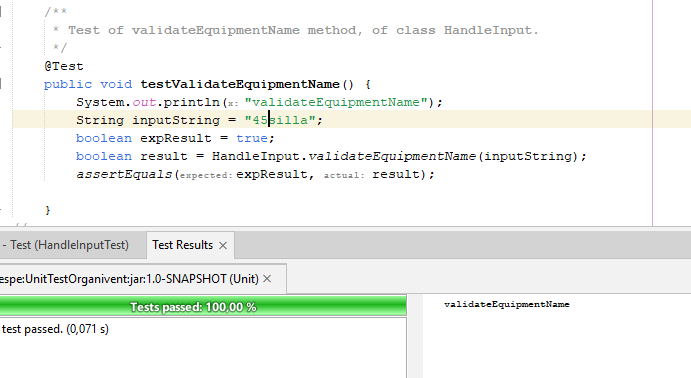 /**
* Test of validateEquipmentName method, of class HandleInput.
*/
@Test
public void testValidateEquipmentName() {
System.out.println(x: "validateEquipmentName");
String inputString = "45silla";
boolean expResult = true;
boolean result = HandleInput.validateEquipmentName(inputString);
assertEquals(expected: expResult, actual: result);
}
- Test (HandleInputTest)
Test Results ×
espe:UnitTestOrganivent:jar:1.0-SNAPSHOT (Unit) ×
Tests passed: 100,00 %
test passed. (0,071 s)
validateEquipmentName